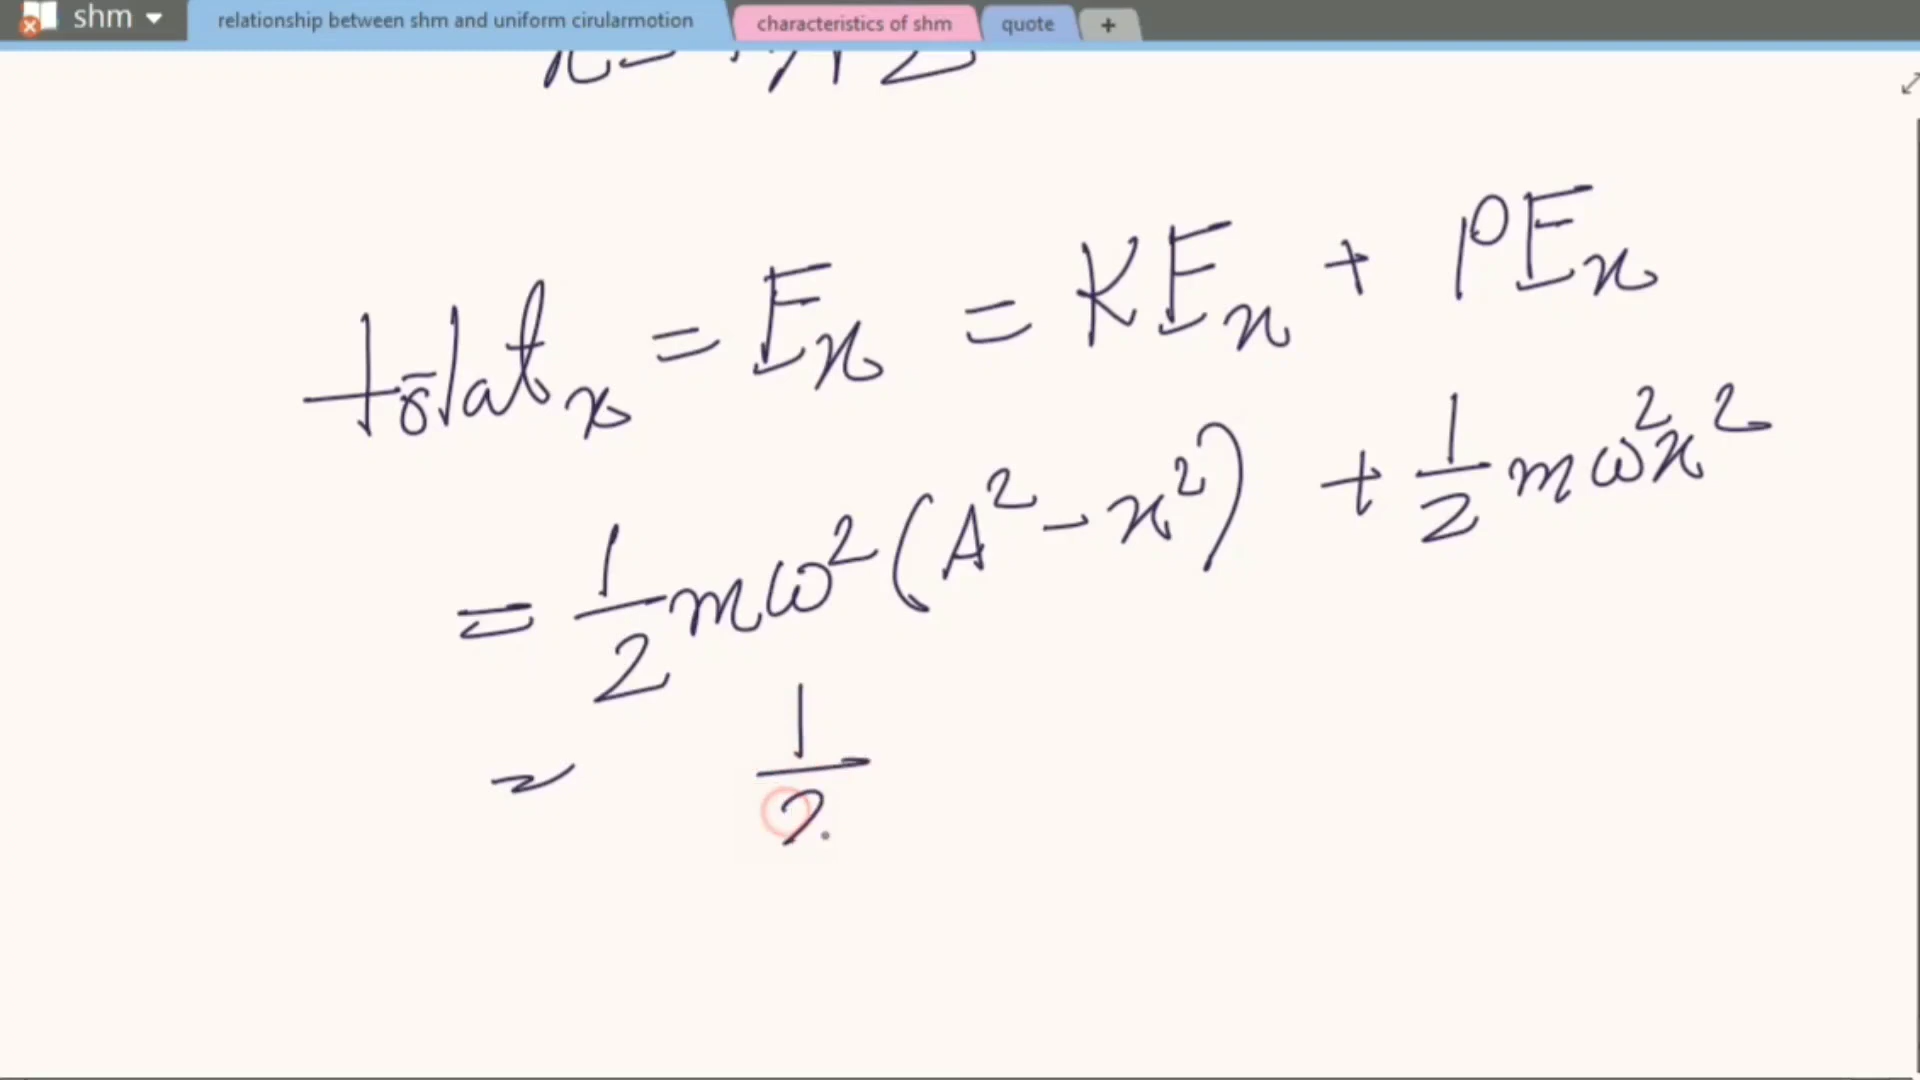 shm relationship between shm and uniform cirularmotion characteristics of shm quote +
total x = Ex = KEx + PEx
= 1/2 mω²(A² - x²) + 1/2 mω²x²
= 1/2